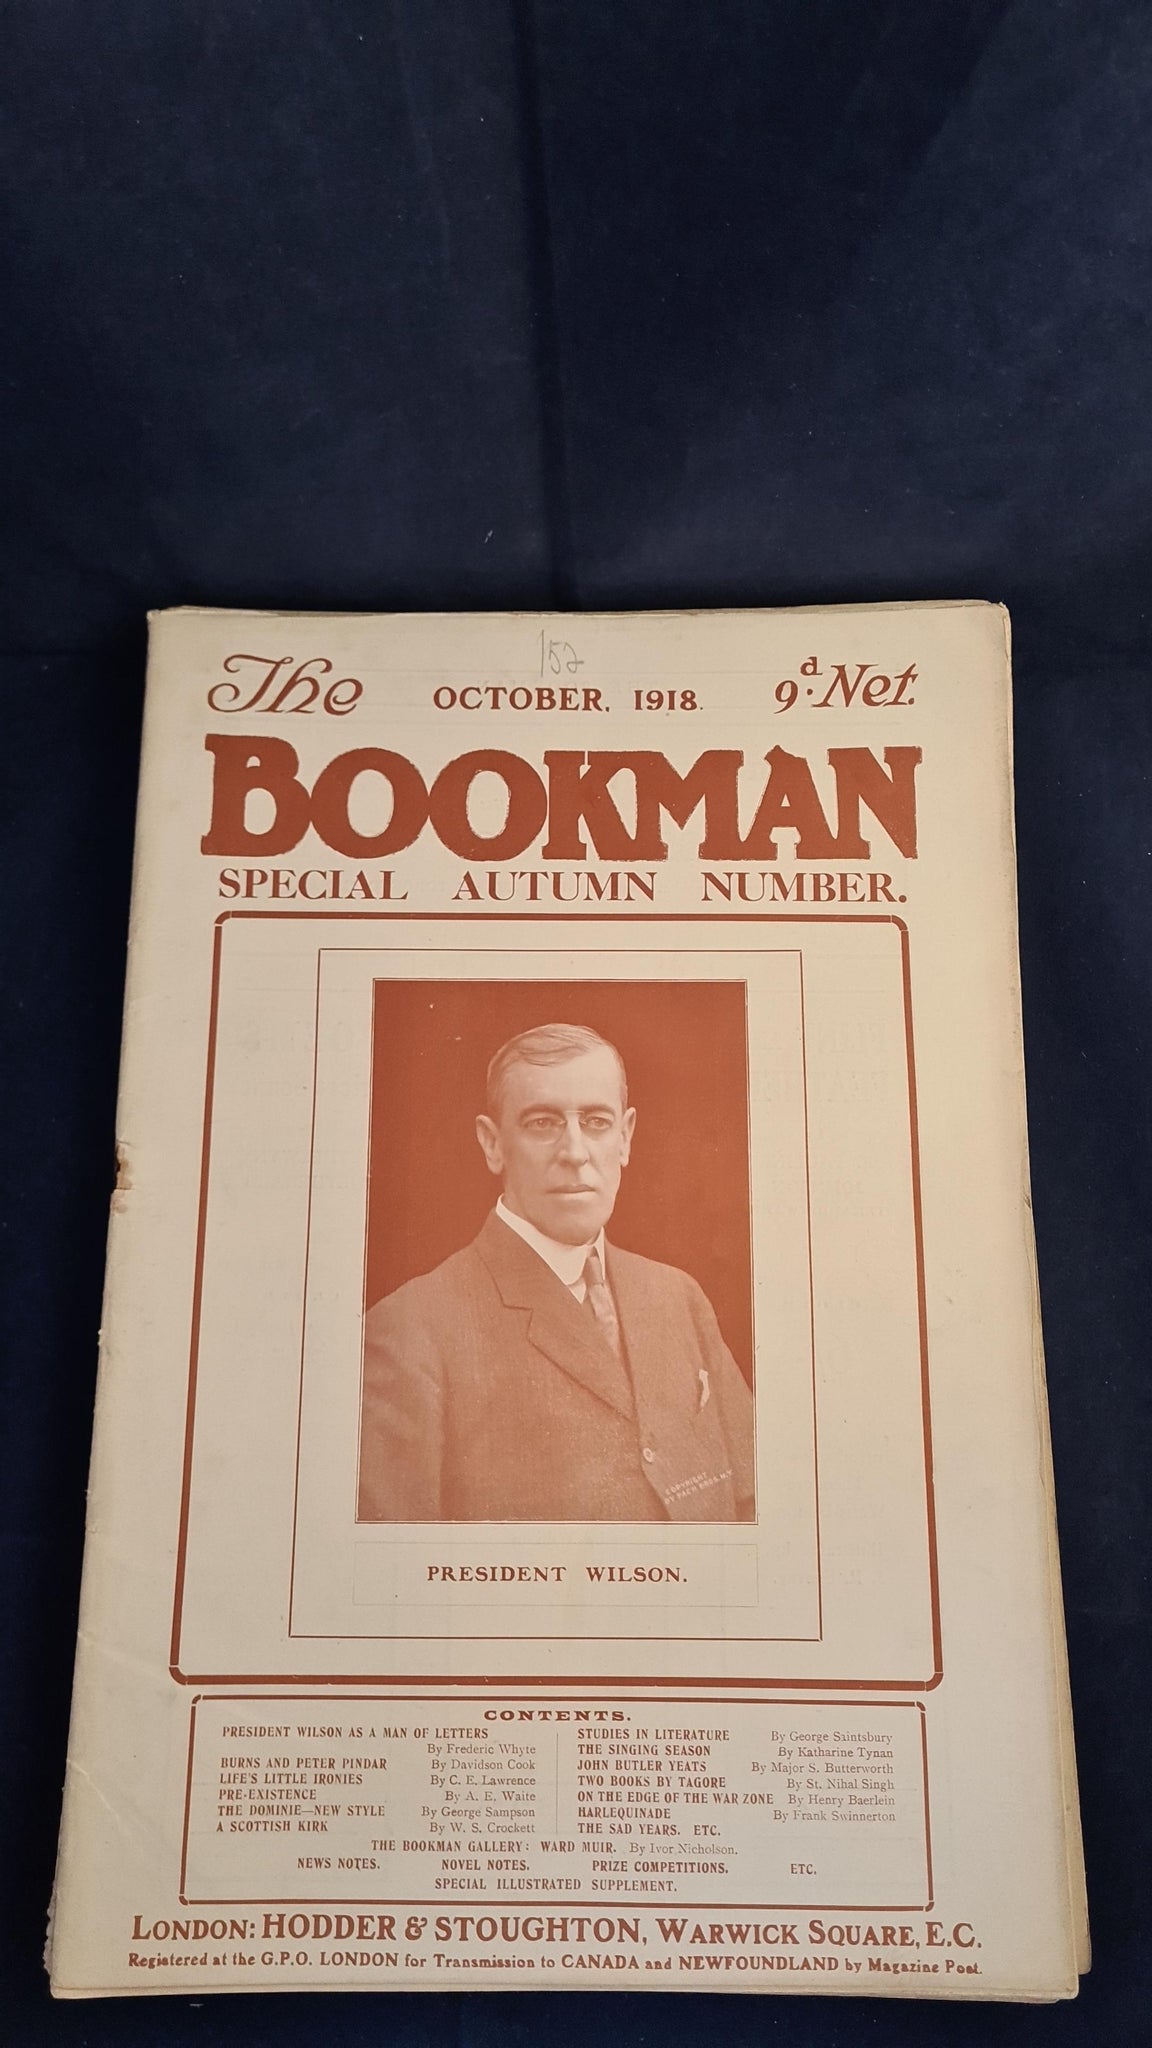 152
The OCTOBER, 1918. 9d. Net.
BOOKMAN
SPECIAL AUTUMN NUMBER.
COPYRIGHT
BY PACH BROS. N.Y.
PRESIDENT WILSON.
CONTENTS.
PRESIDENT WILSON AS A MAN OF LETTERS
By Frederic Whyte
BURNS AND PETER PINDAR By Davidson Cook
LIFE'S LITTLE IRONIES By C. E. Lawrence
PRE-EXISTENCE By A. E. Waite
THE DOMINIE—NEW STYLE By George Sampson
A SCOTTISH KIRK By W. S. Crockett
STUDIES IN LITERATURE By George Saintsbury
THE SINGING SEASON By Katharine Tynan
JOHN BUTLER YEATS By Major S. Butterworth
TWO BOOKS BY TAGORE By St. Nihal Singh
ON THE EDGE OF THE WAR ZONE By Henry Baerlein
HARLEQUINADE By Frank Swinnerton
THE SAD YEARS. ETC.
THE BOOKMAN GALLERY: WARD MUIR. By Ivor Nicholson.
NEWS NOTES. NOVEL NOTES. PRIZE COMPETITIONS. ETC.
SPECIAL ILLUSTRATED SUPPLEMENT.
LONDON: HODDER & STOUGHTON, WARWICK SQUARE, E.C.
Registered at the G.P.O. LONDON for Transmission to CANADA and NEWFOUNDLAND by Magazine Post.